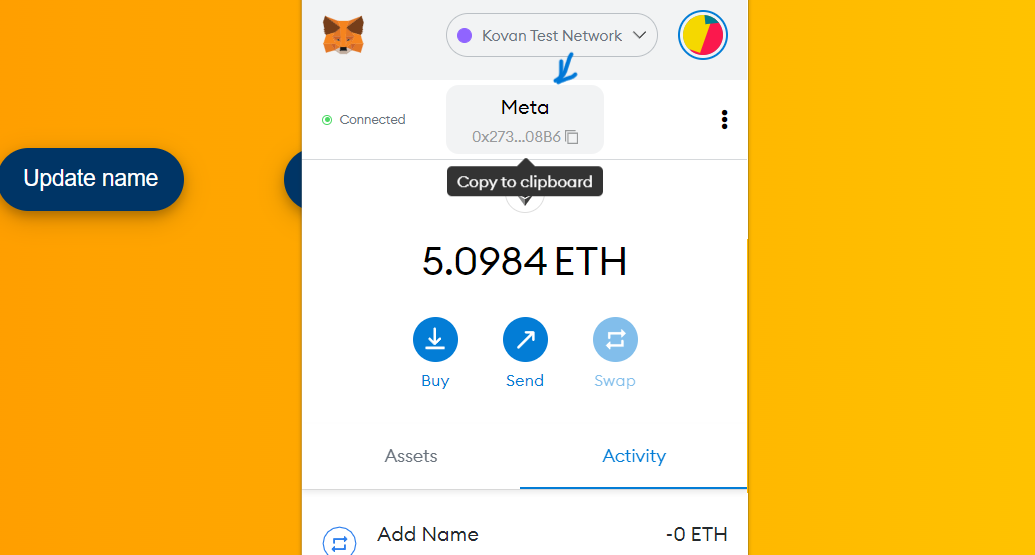 Kovan Test Network
Connected
Meta
0x273...08B6
Update name
Copy to clipboard
5.0984 ETH
Buy
Send
Swap
Assets
Activity
Add Name
-0 ETH